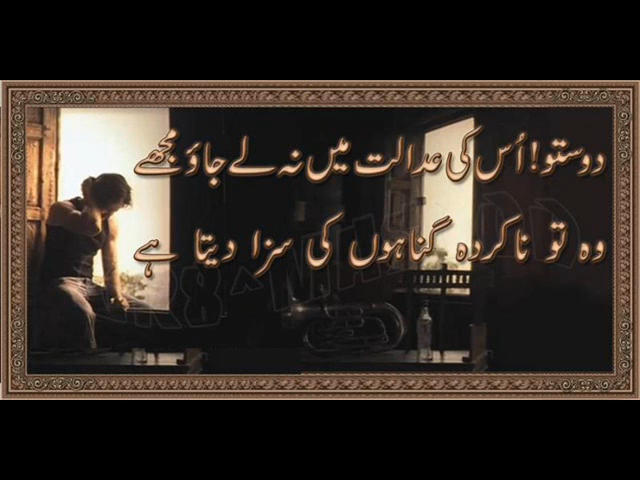 دوستو! اُس کی عدالت میں نہ لے جاؤ مجھے
وہ تو ناکردہ گناہوں کی سزا دیتا ہے